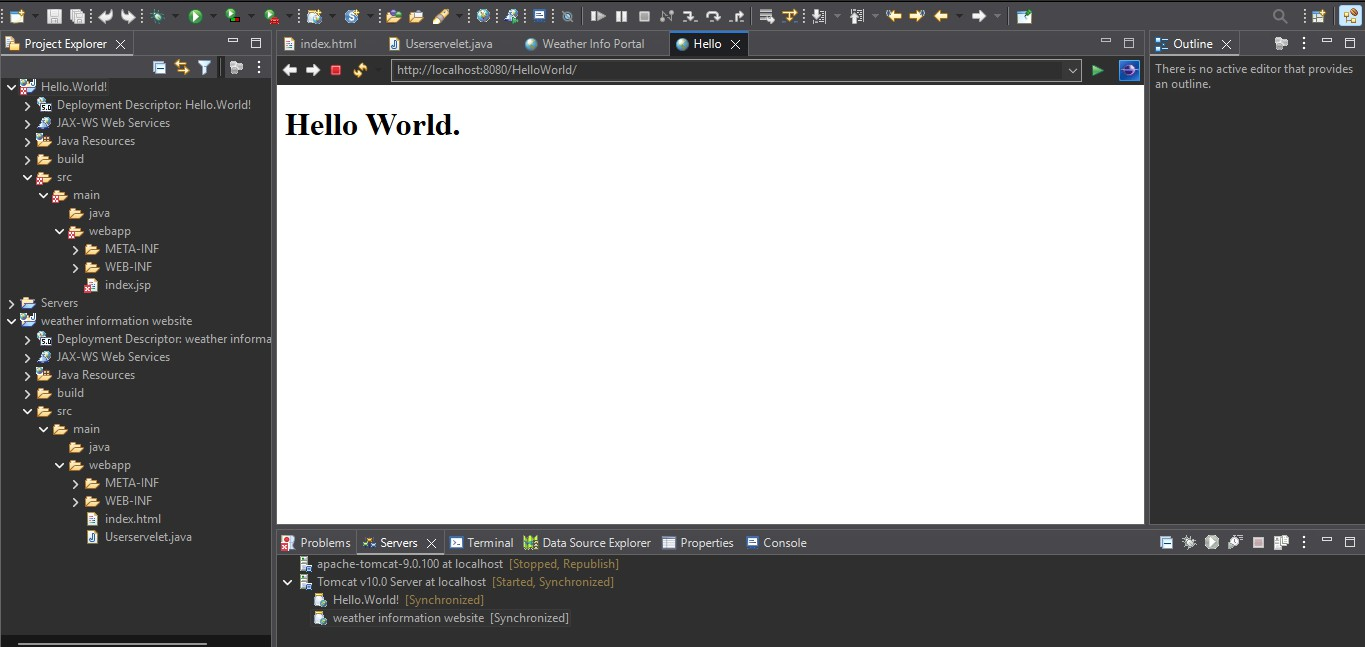 Project Explorer
Hello.World!
Deployment Descriptor: Hello.World!
JAX-WS Web Services
Java Resources
build
src
main
java
webapp
META-INF
WEB-INF
index.jsp
Servers
weather information website
Deployment Descriptor: weather informa
JAX-WS Web Services
Java Resources
build
src
main
java
webapp
META-INF
WEB-INF
index.html
Userservelet.java
index.html Userservelet.java Weather Info Portal Hello
http://localhost:8080/HelloWorld/
Hello World.
Outline
There is no active editor that provides
an outline.
Problems Servers Terminal Data Source Explorer Properties Console
apache-tomcat-9.0.100 at localhost [Stopped, Republish]
Tomcat v10.0 Server at localhost [Started, Synchronized]
Hello.World! [Synchronized]
weather information website [Synchronized]